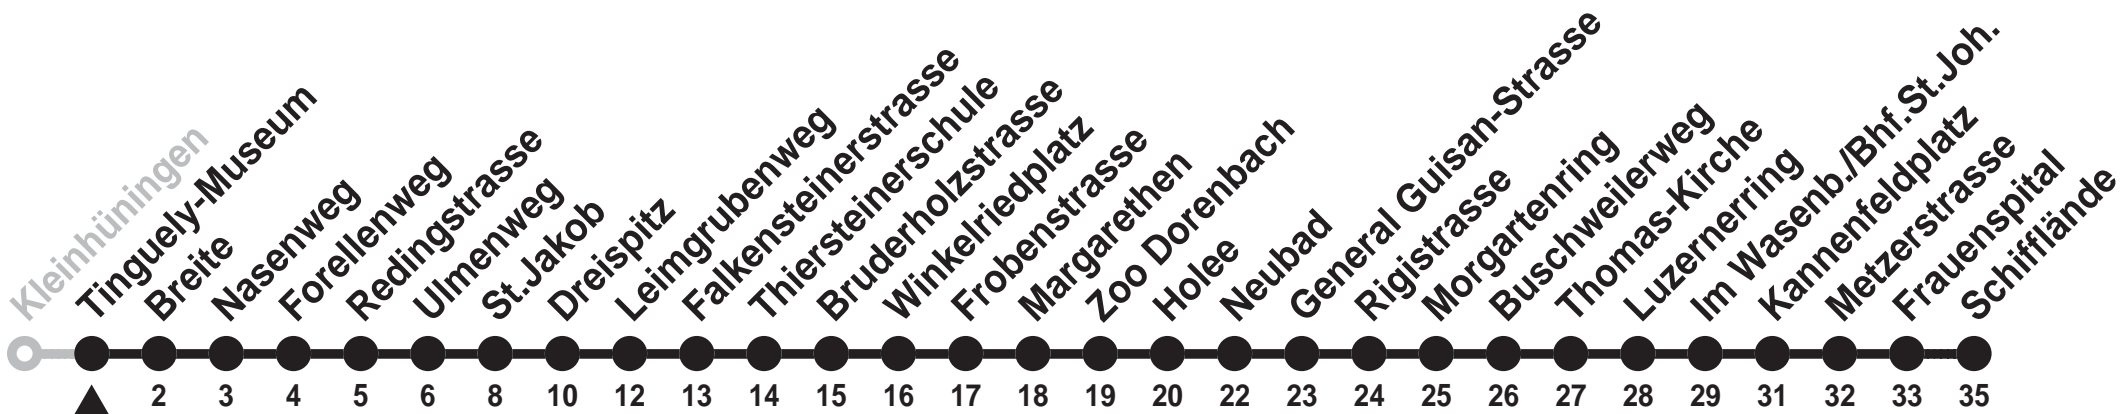 Kleinhüningen
Tinguely-Museum
Breite
Nasenweg
Forellenweg
Redingstrasse
Ulmenweg
St.Jakob
Dreispitz
Leimgrubenweg
Falkensteinerstrasse
Thiersteinerschule
Bruderholzstrasse
Winkelriedplatz
Frobenstrasse
Margarethen
Zoo Dorenbach
Holee
Neubad
General Guisan-Strasse
Rigistrasse
Morgartenring
Buschweilerweg
Thomas-Kirche
Luzernerring
Im Wasenb./Bhf.St.Joh.
Kannenfeldplatz
Metzerstrasse
Frauenspital
Schifflände
2 3 4 5 6 8 10 12 13 14 15 16 17 18 19 20 22 23 24 25 26 27 28 29 31 32 33 35